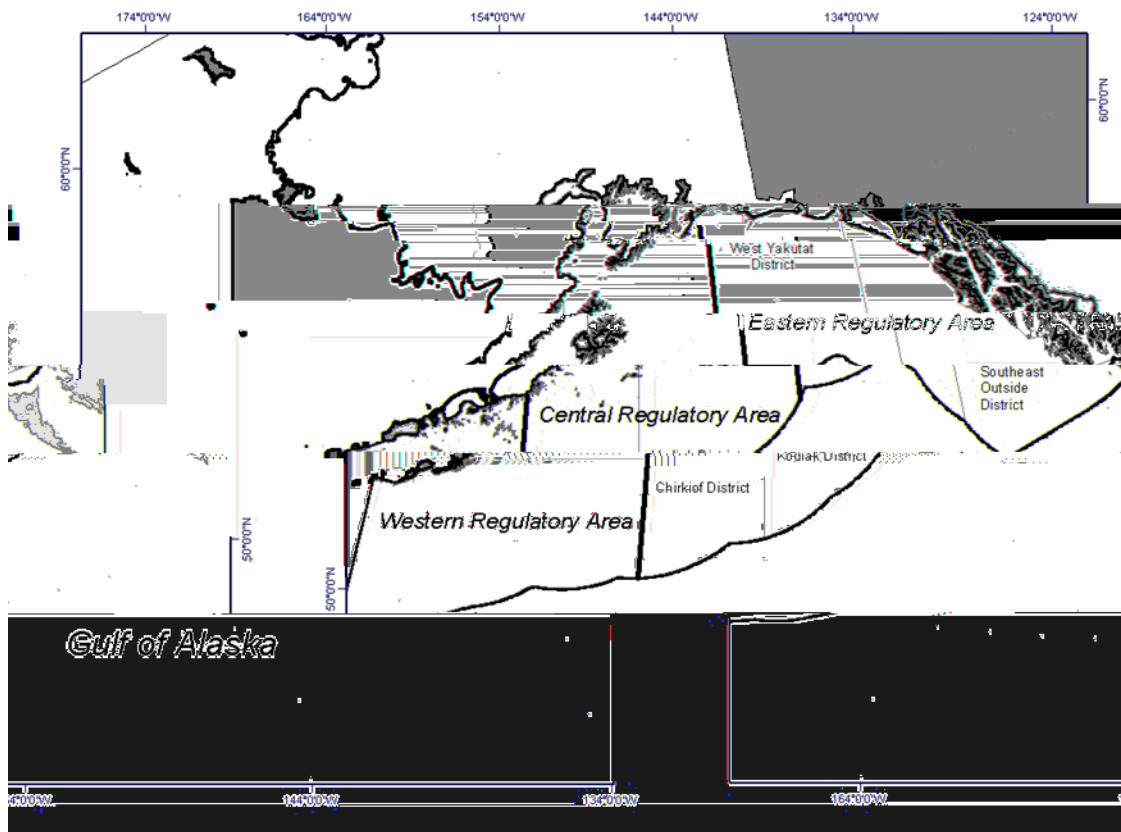 174°0'0"W
164°0'0"W
154°0'0"W
144°0'0"W
134°0'0"W
124°0'0"W
60°0'0"N
60°0'0"N
West Yakutat
District
Eastern Regulatory Area
Southeast
Outside
District
Central Regulatory Area
Kodiak District
Chirkiof District
Western Regulatory Area
50°0'0"N
50°0'0"N
Gulf of Alaska
144°0'0"W
134°0'0"W
164°0'0"W